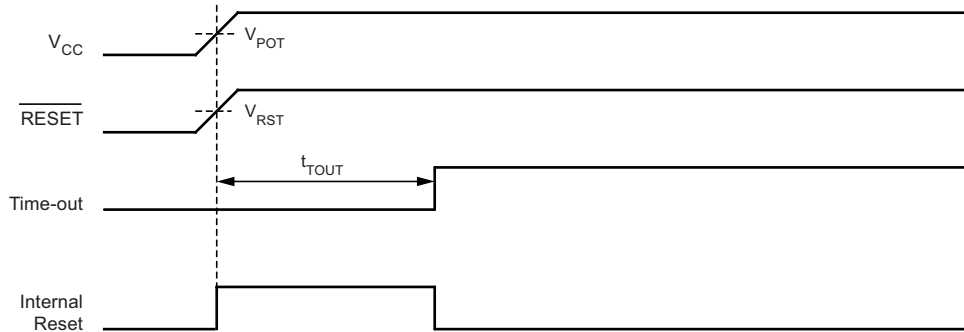 V_CC
V_POT
RESET
V_RST
t_TOUT
Time-out
Internal
Reset